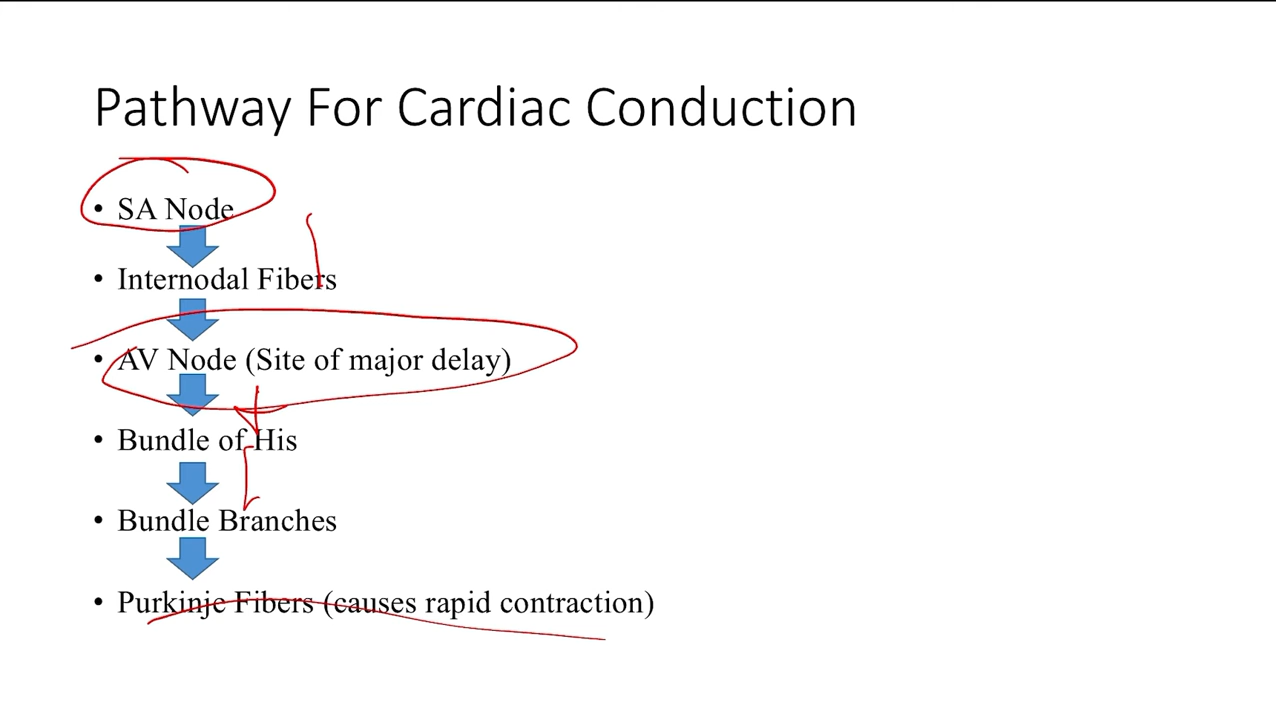 Pathway For Cardiac Conduction
• SA Node
• Internodal Fibers
• AV Node (Site of major delay)
• Bundle of His
• Bundle Branches
• Purkinje Fibers (causes rapid contraction)